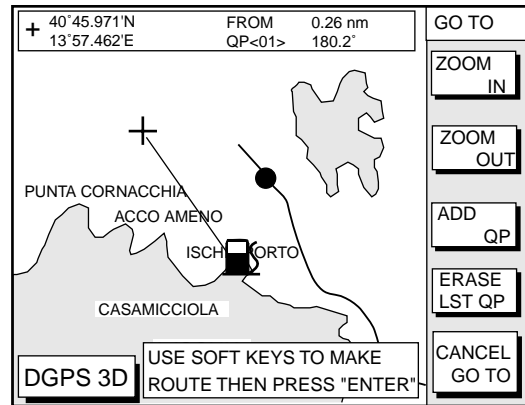 + 40°45.971'N FROM 0.26 nm
13°57.462'E QP<01> 180.2°
GO TO
ZOOM
IN
ZOOM
OUT
PUNTA CORNACCHIA
ACCO AMENO
ADD
QP
ISCH ORTO
ERASE
LST QP
CASAMICCIOLA
CANCEL
GO TO
DGPS 3D
USE SOFT KEYS TO MAKE
ROUTE THEN PRESS "ENTER"